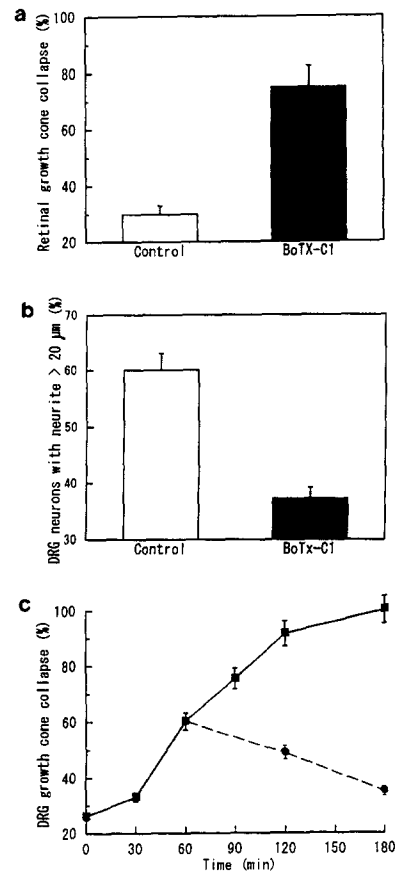 a
Retinal growth cone collapse (%)
100
80
60
40
20
Control
BoTX-C1
b
DRG neurons with neurite > 20 μm (%)
70
60
50
40
30
Control
BoTx-C1
c
DRG growth cone collapse (%)
100
80
60
40
20
0 30 60 90 120 150 180
Time (min)